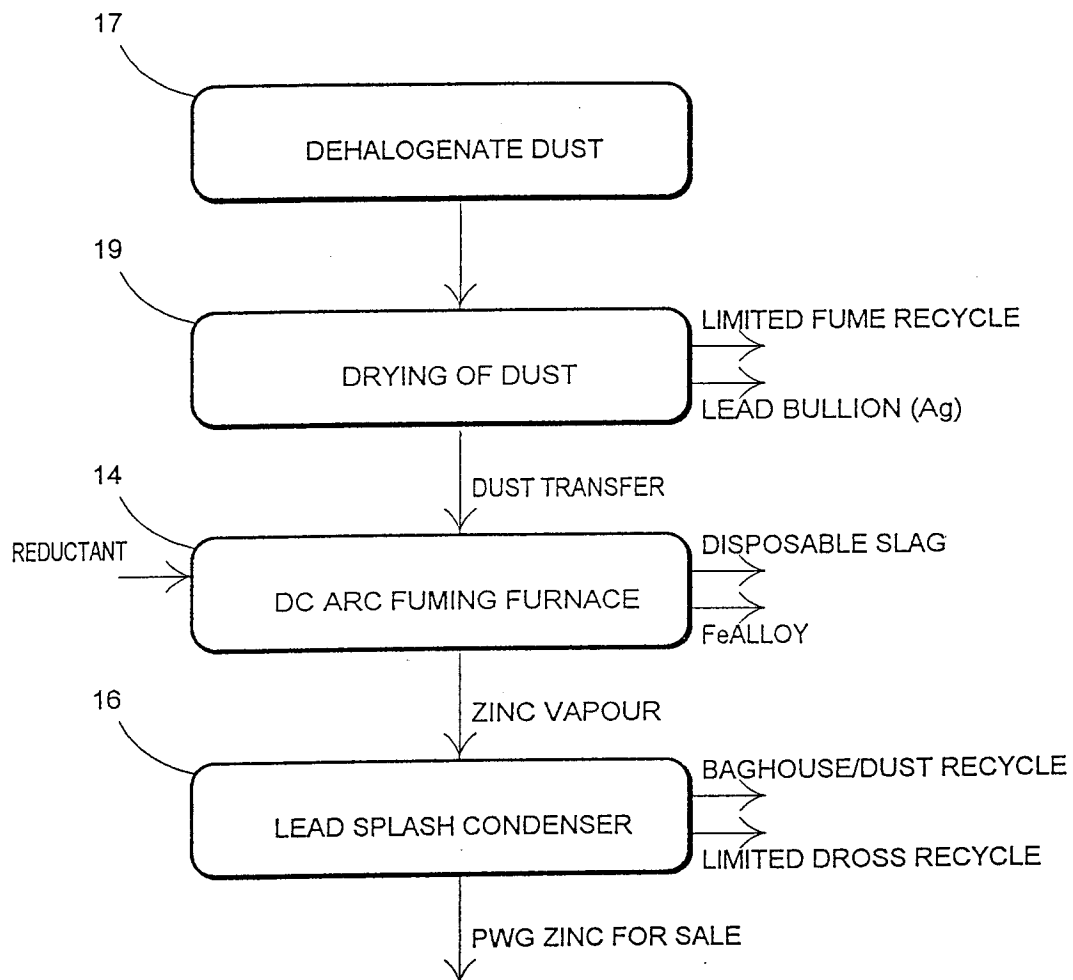 17
DEHALOGENATE DUST
19
LIMITED FUME RECYCLE
DRYING OF DUST
LEAD BULLION (Ag)
DUST TRANSFER
14
REDUCTANT
DISPOSABLE SLAG
DC ARC FUMING FURNACE
FeALLOY
ZINC VAPOUR
16
BAGHOUSE/DUST RECYCLE
LEAD SPLASH CONDENSER
LIMITED DROSS RECYCLE
PWG ZINC FOR SALE